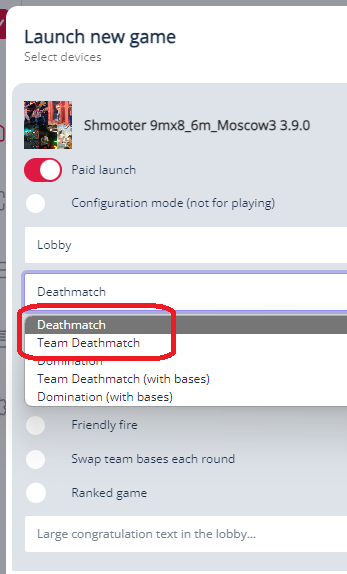 Launch new game
Select devices
Shmooter 9mx8_6m_Moscow3 3.9.0
Paid launch
Configuration mode (not for playing)
Lobby
Deathmatch
Deathmatch
Team Deathmatch
Domination
Team Deathmatch (with bases)
Domination (with bases)
Friendly fire
Swap team bases each round
Ranked game
Large congratulation text in the lobby...